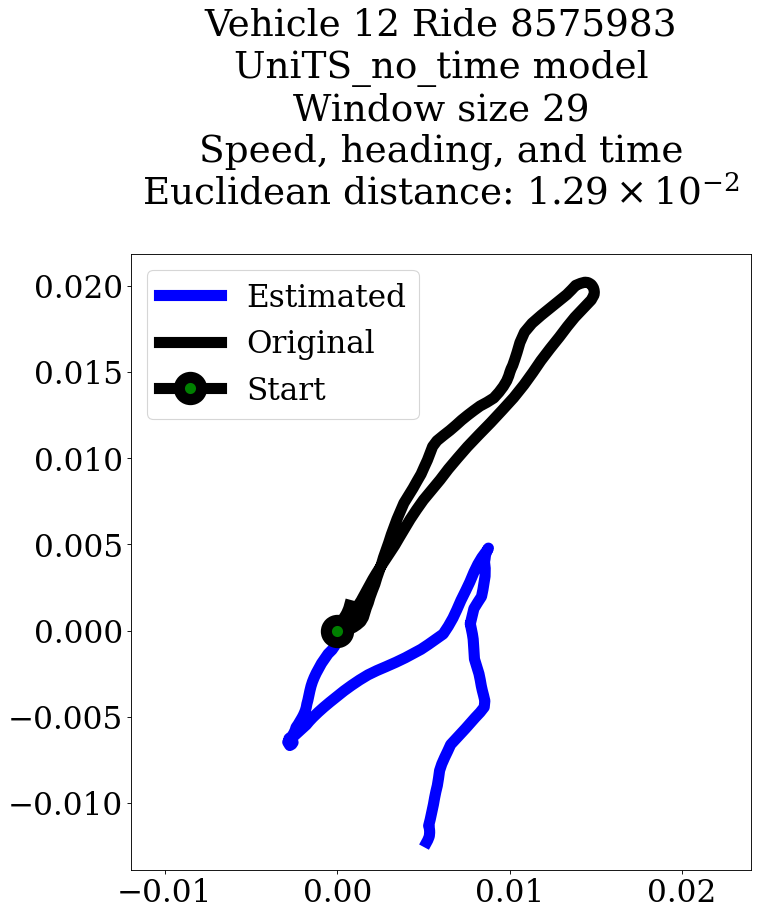 Vehicle 12 Ride 8575983
UniTS_no_time model
Window size 29
Speed, heading, and time
Euclidean distance: 1.29 × 10⁻²
Estimated
Original
Start
0.020
0.015
0.010
0.005
0.000
−0.005
−0.010
−0.01 0.00 0.01 0.02